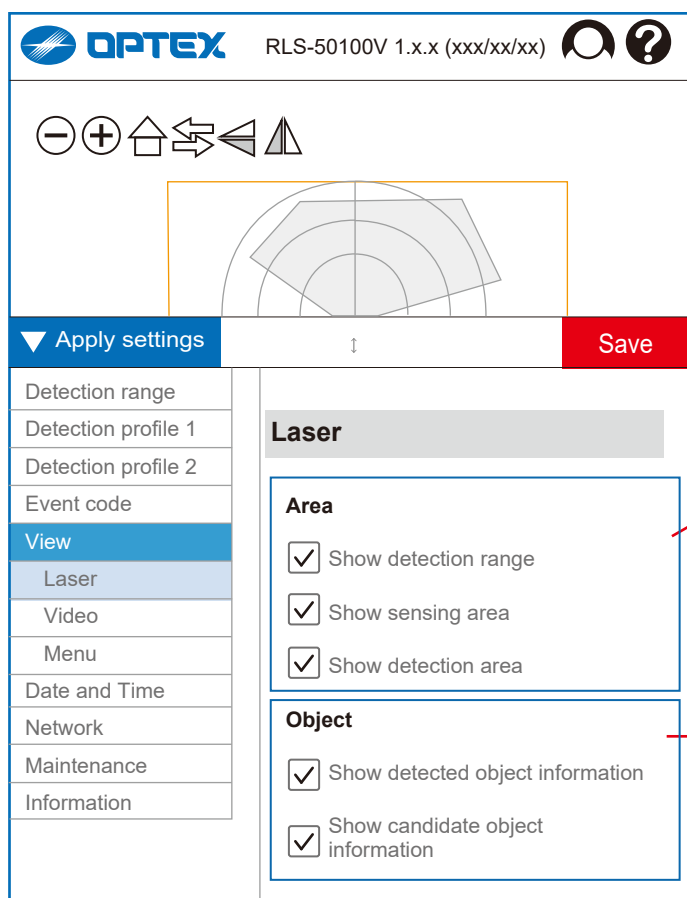 OPTEX
RLS-50100V 1.x.x (xxx/xx/xx)
?
Apply settings
Save
Detection range
Detection profile 1
Detection profile 2
Event code
View
Laser
Video
Menu
Date and Time
Network
Maintenance
Information
Laser
Area
Show detection range
Show sensing area
Show detection area
Object
Show detected object information
Show candidate object
information